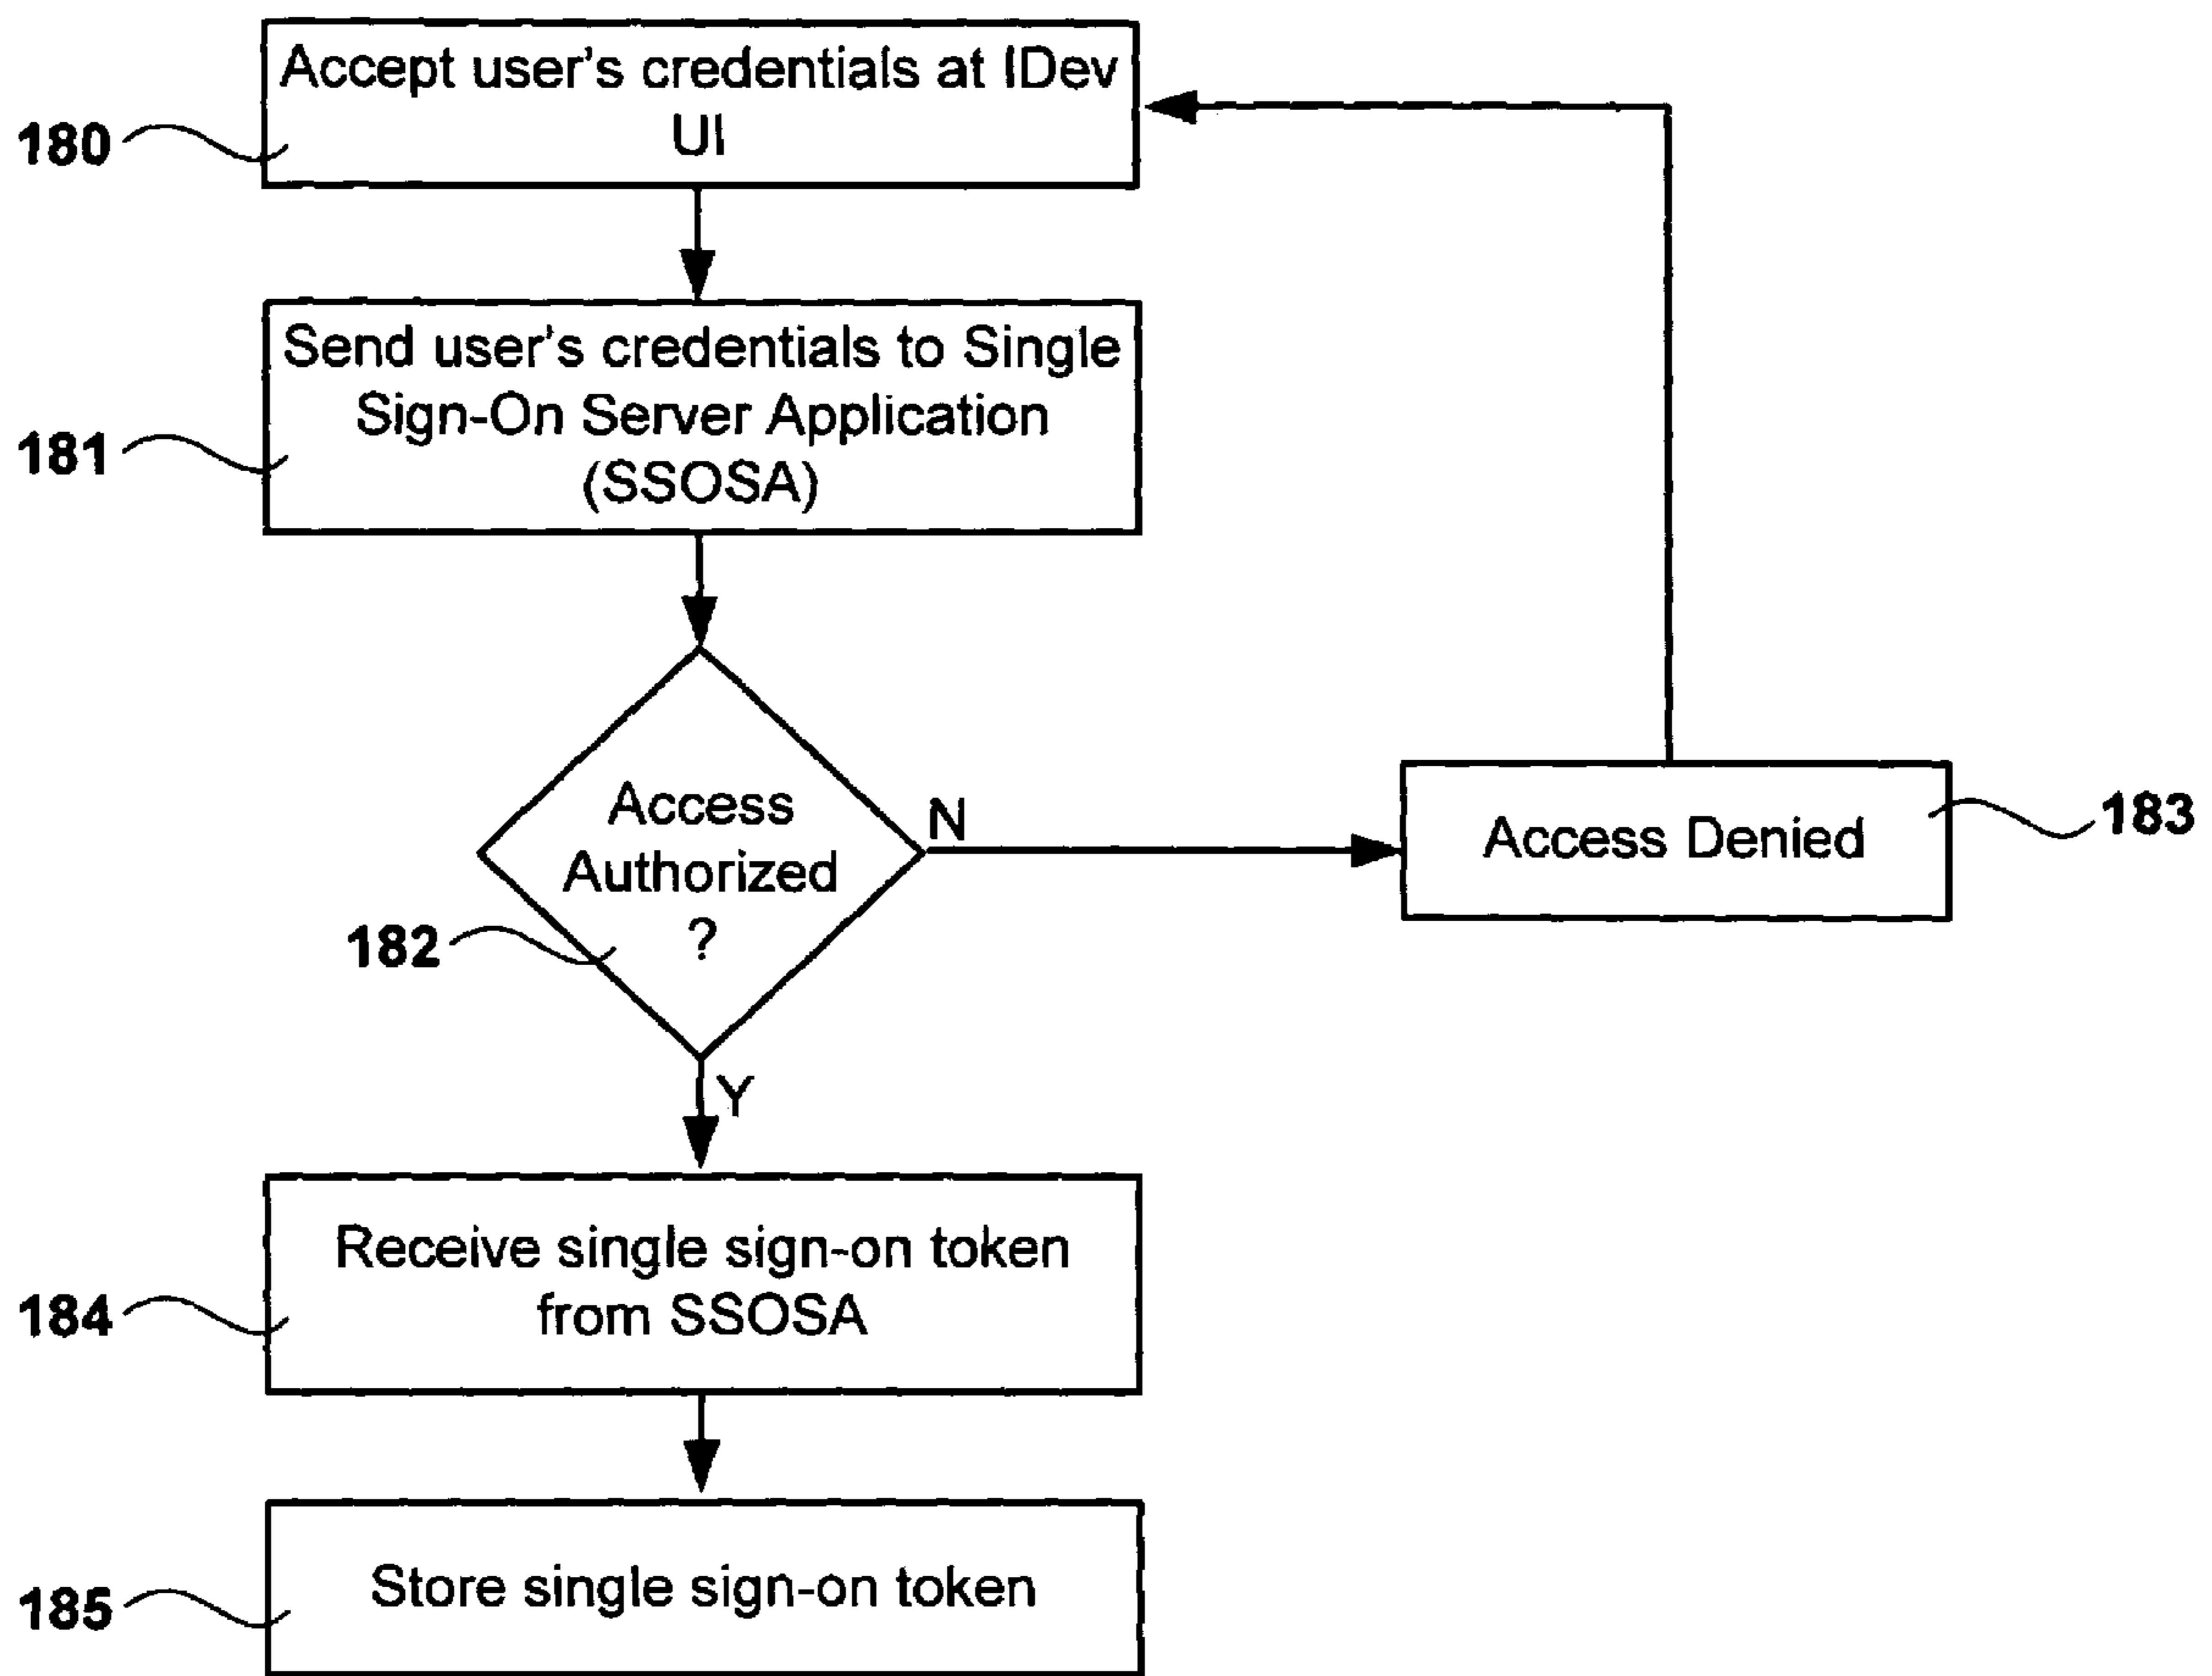 Accept user's credentials at IDev
UI
180
Send user's credentials to Single
Sign-On Server Application
(SSOSA)
181
Access
Authorized
?
182
N
Access Denied
183
Y
Receive single sign-on token
from SSOSA
184
Store single sign-on token
185